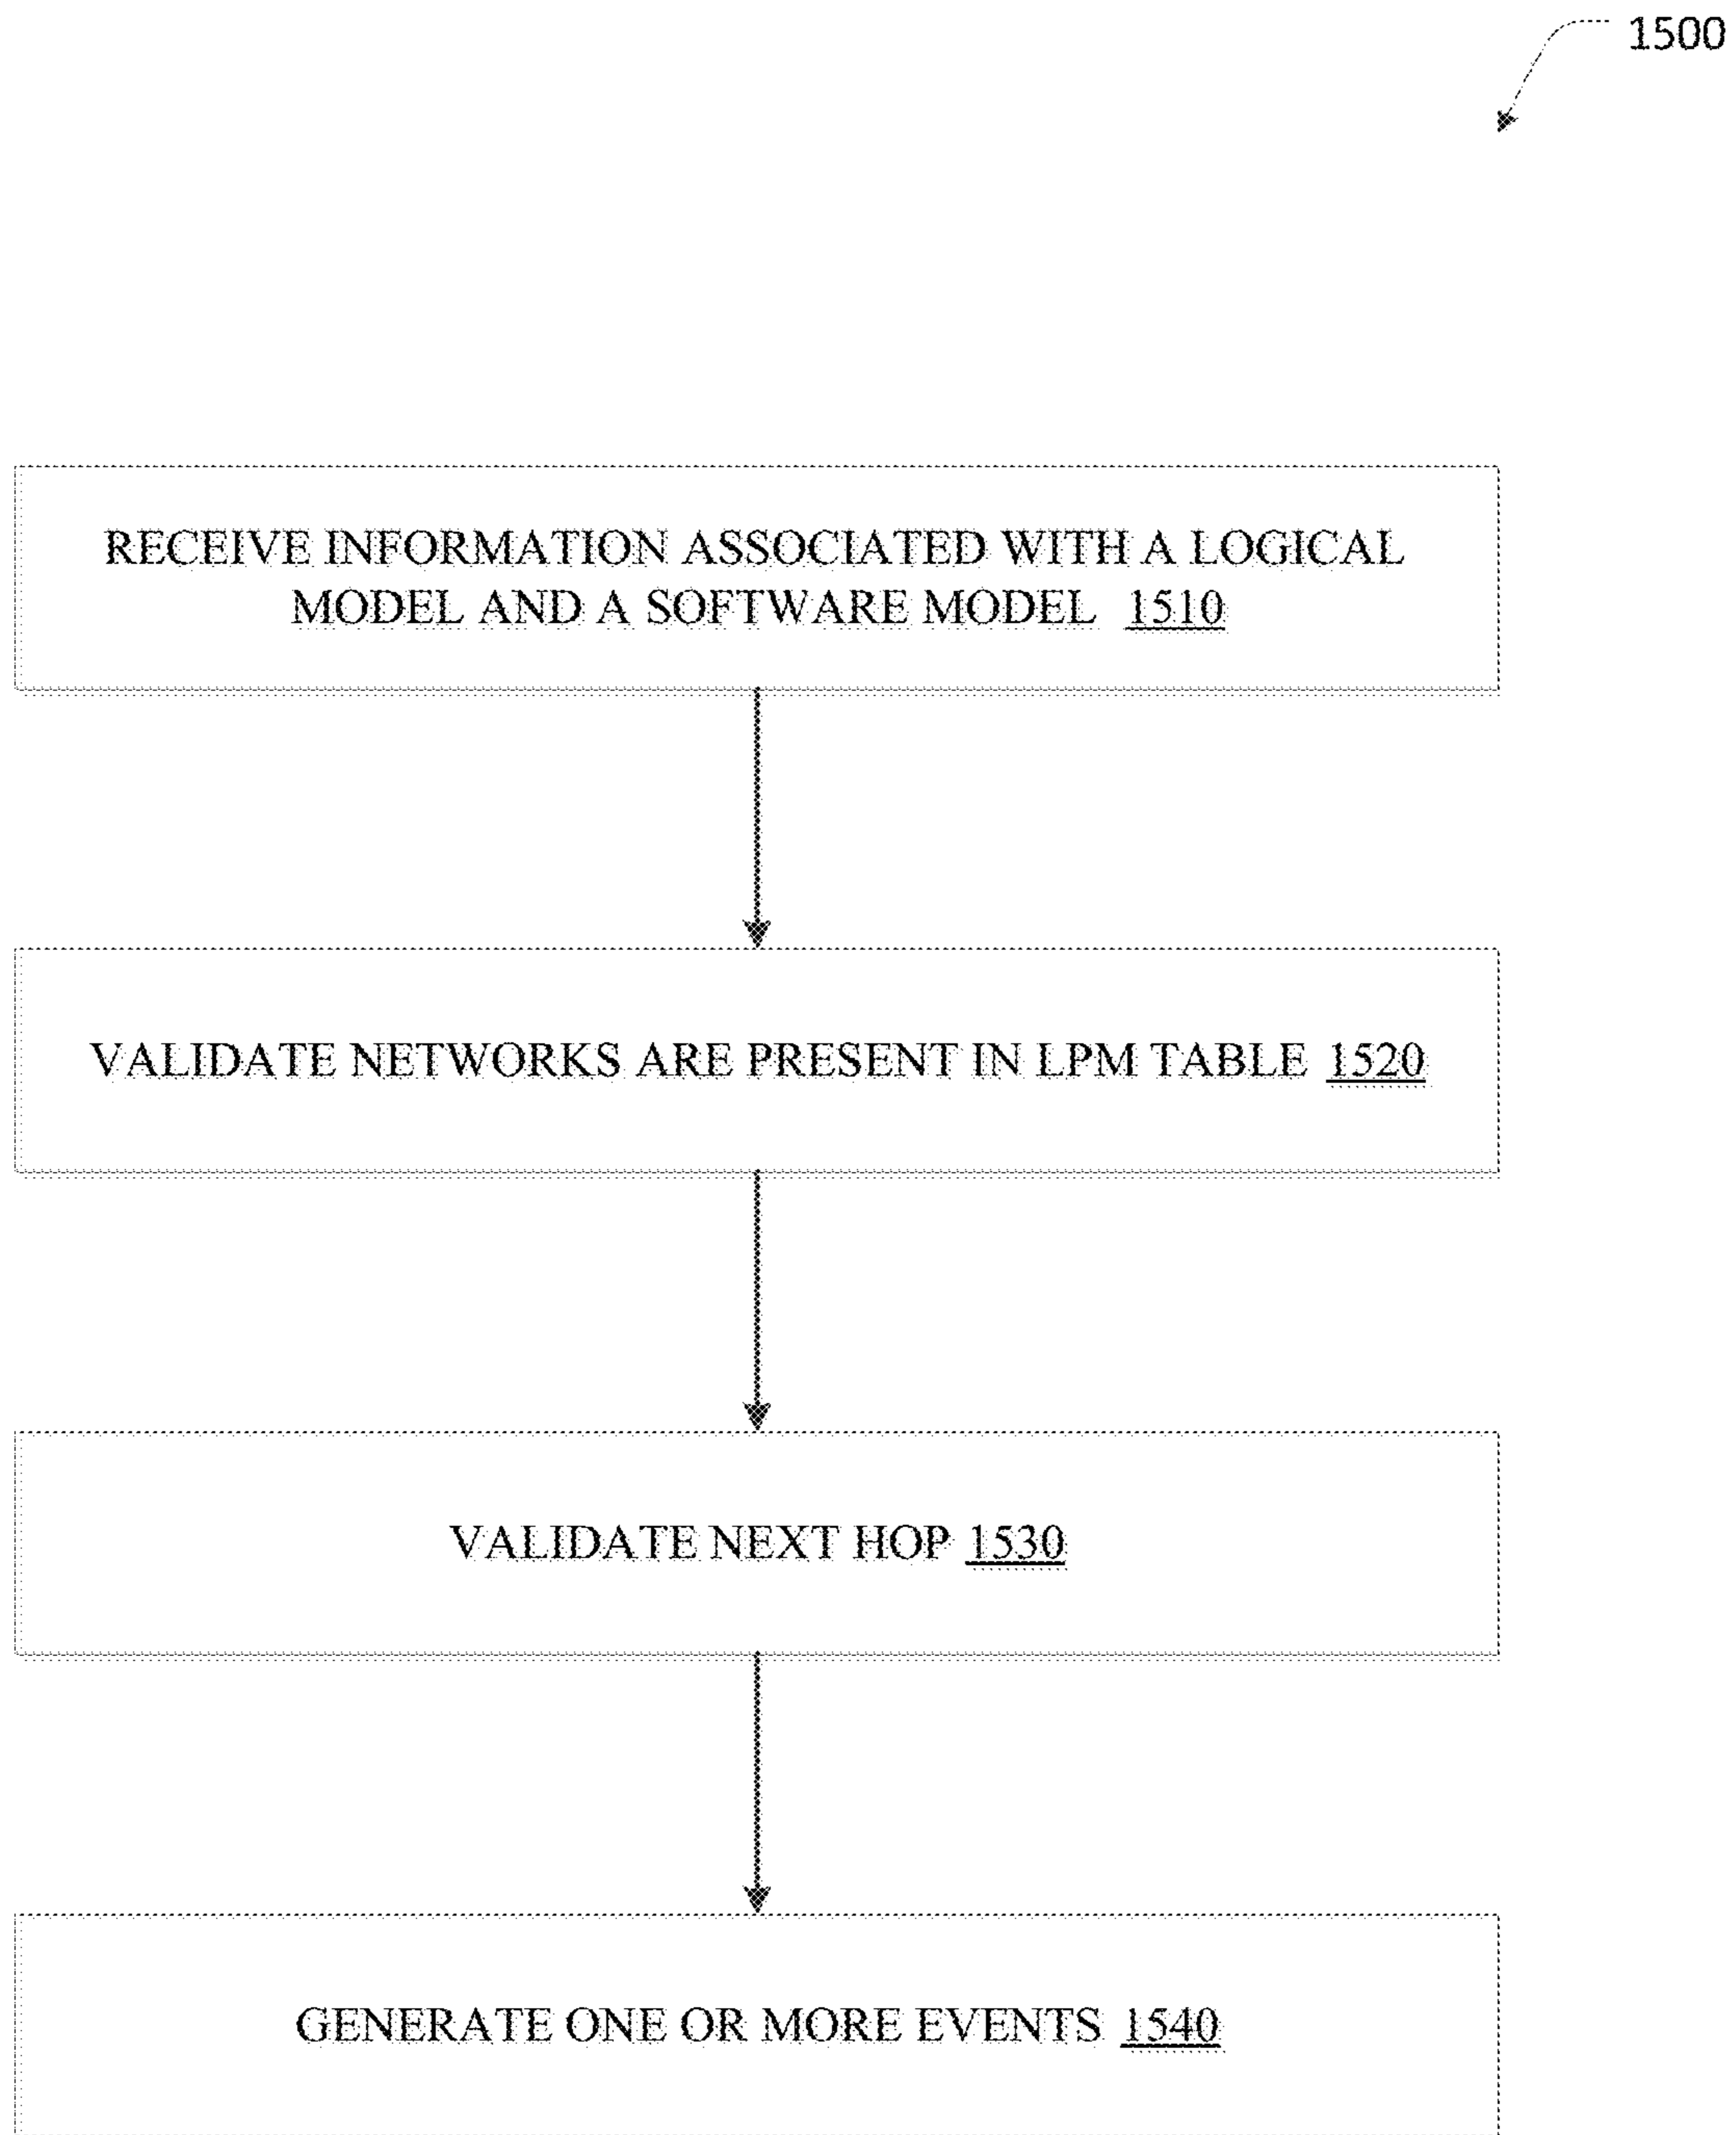 1500
RECEIVE INFORMATION ASSOCIATED WITH A LOGICAL
MODEL AND A SOFTWARE MODEL 1510
VALIDATE NETWORKS ARE PRESENT IN LPM TABLE 1520
VALIDATE NEXT HOP 1530
GENERATE ONE OR MORE EVENTS 1540